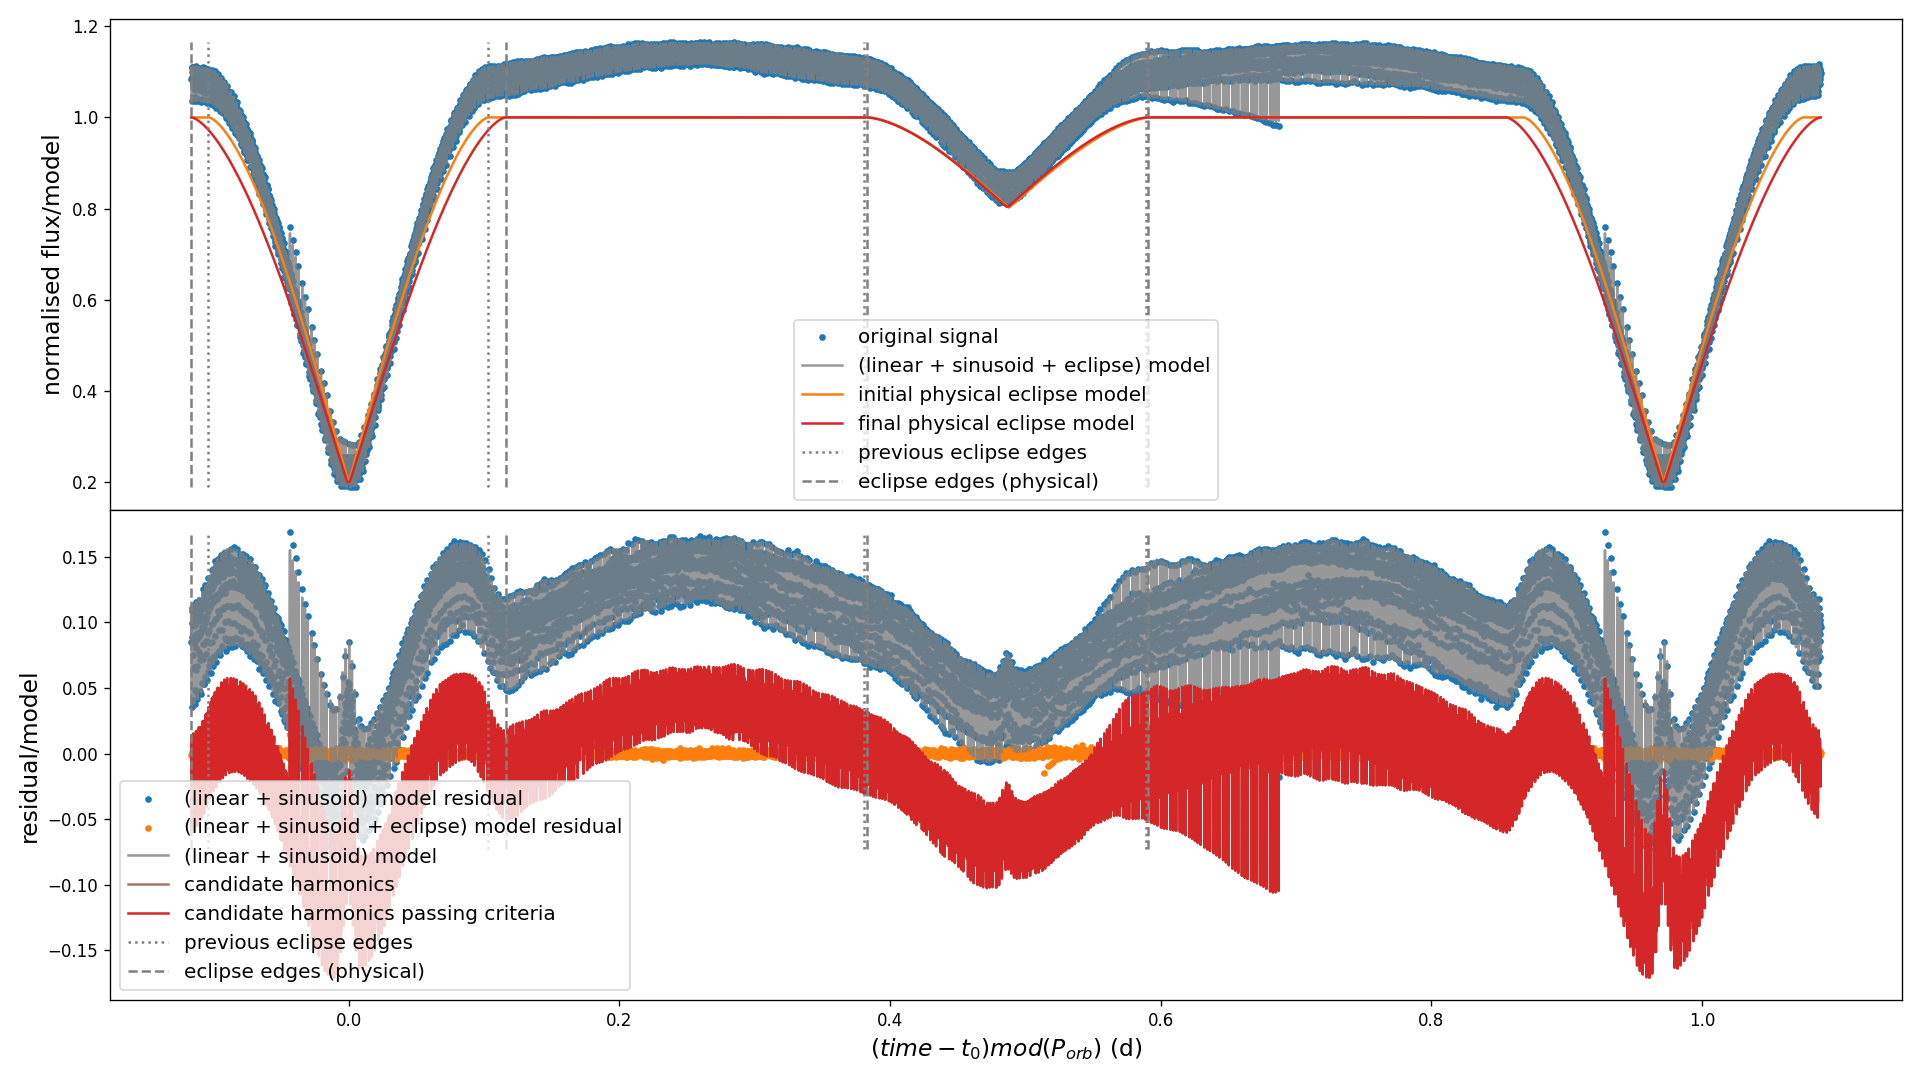 normalised flux/model
1.2
1.0
0.8
0.6
0.4
0.2
original signal
(linear + sinusoid + eclipse) model
initial physical eclipse model
final physical eclipse model
previous eclipse edges
eclipse edges (physical)
residual/model
0.15
0.10
0.05
0.00
−0.05
−0.10
−0.15
(linear + sinusoid) model residual
(linear + sinusoid + eclipse) model residual
(linear + sinusoid) model
candidate harmonics
candidate harmonics passing criteria
previous eclipse edges
eclipse edges (physical)
0.0 0.2 0.4 0.6 0.8 1.0
(time − t₀)mod(P_orb) (d)